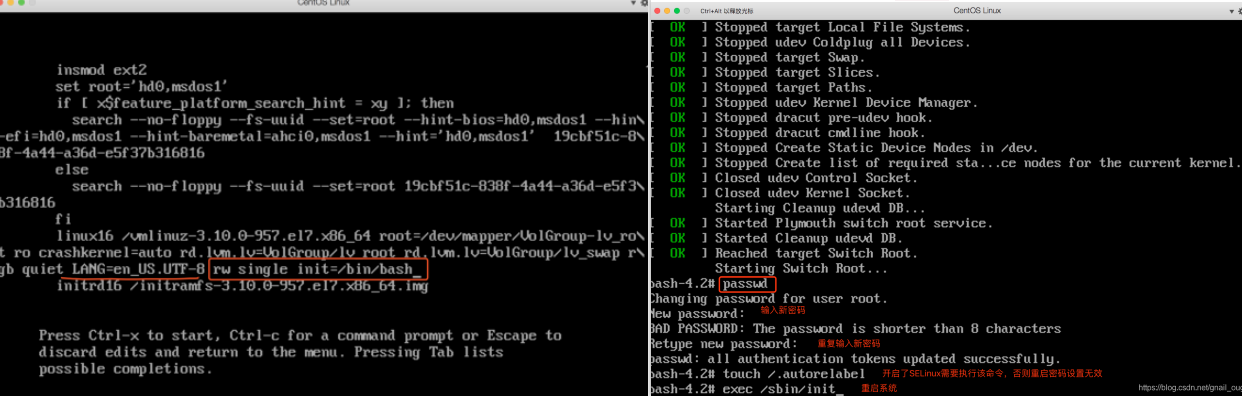 CentOS Linux
insmod ext2
set root='hd0,msdos1'
if [ x$feature_platform_search_hint = xy ]; then
search --no-floppy --fs-uuid --set=root --hint-bios=hd0,msdos1 --hin\
-efi=hd0,msdos1 --hint-baremetal=ahci0,msdos1 --hint='hd0,msdos1'  19cbf51c-8\
8f-4a44-a36d-e5f37b316816
else
search --no-floppy --fs-uuid --set=root 19cbf51c-838f-4a44-a36d-e5f3\
b316816
fi
linux16 /vmlinuz-3.10.0-957.el7.x86_64 root=/dev/mapper/VolGroup-lv_ro\
t ro crashkernel=auto rd.lvm.lv=VolGroup/lv_root rd.lvm.lv=VolGroup/lv_swap r\
gb quiet LANG=en_US.UTF-8 rw single init=/bin/bash_
initrd16 /initramfs-3.10.0-957.el7.x86_64.img
Press Ctrl-x to start, Ctrl-c for a command prompt or Escape to
discard edits and return to the menu. Pressing Tab lists
possible completions.
Ctrl+Alt 以释放光标
CentOS Linux
[  OK  ] Stopped target Local File Systems.
[  OK  ] Stopped udev Coldplug all Devices.
[  OK  ] Stopped target Swap.
[  OK  ] Stopped target Slices.
[  OK  ] Stopped target Paths.
[  OK  ] Stopped udev Kernel Device Manager.
[  OK  ] Stopped dracut pre-udev hook.
[  OK  ] Stopped dracut cmdline hook.
[  OK  ] Stopped Create Static Device Nodes in /dev.
[  OK  ] Stopped Create list of required sta...ce nodes for the current kernel.
[  OK  ] Closed udev Control Socket.
[  OK  ] Closed udev Kernel Socket.
Starting Cleanup udevd DB...
[  OK  ] Started Plymouth switch root service.
[  OK  ] Started Cleanup udevd DB.
[  OK  ] Reached target Switch Root.
Starting Switch Root...
bash-4.2# passwd
Changing password for user root.
New password: 输入新密码
BAD PASSWORD: The password is shorter than 8 characters
Retype new password: 重复输入新密码
passwd: all authentication tokens updated successfully.
bash-4.2# touch /.autorelabel 开启了SELinux需要执行该命令，否则重启密码设置无效
bash-4.2# exec /sbin/init_ 重启系统
https://blog.csdn.net/gnail_oug